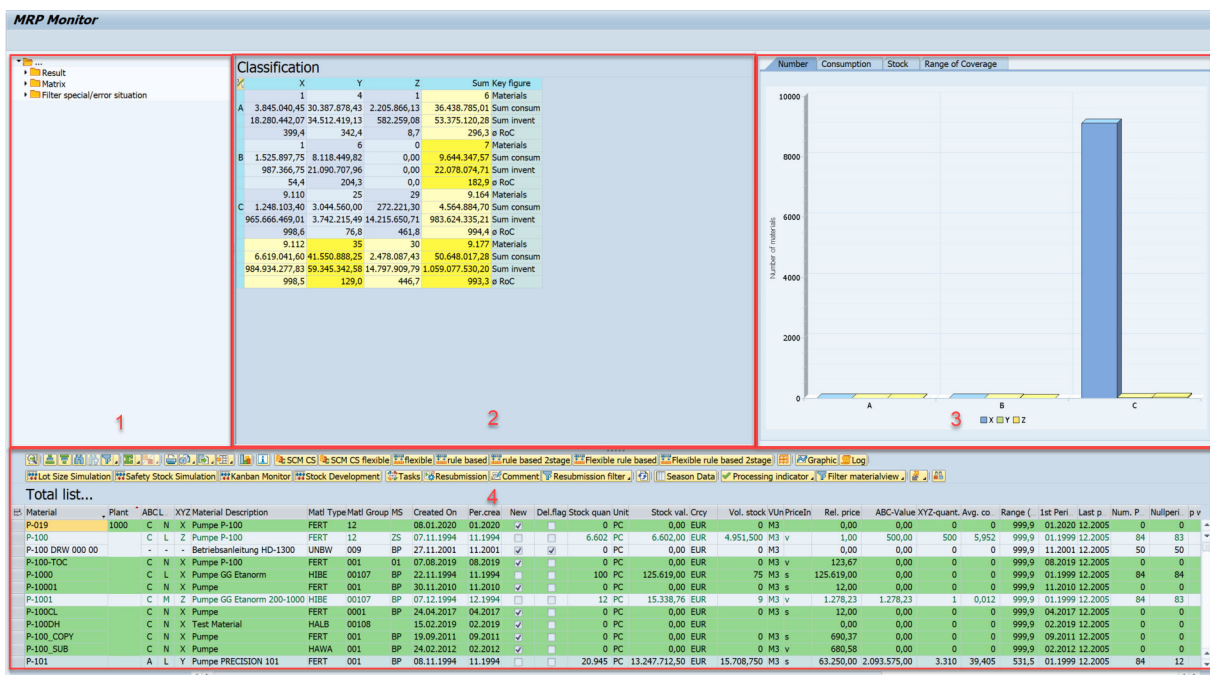 MRP Monitor
...
Result
Matrix
Filter special/error situation
1
Classification
X Y Z Sum Key figure
1 4 1 6 Materials
A 3.845.040,45 30.387.878,43 2.205.866,13 36.438.785,01 Sum consum
18.280.442,07 34.512.419,13 582.259,08 53.375.120,28 Sum invent
399,4 342,4 8,7 296,3 ø RoC
1 6 0 7 Materials
B 1.525.897,75 8.118.449,82 0,00 9.644.347,57 Sum consum
987.366,75 21.090.707,96 0,00 22.078.074,71 Sum invent
54,4 204,3 0,0 182,9 ø RoC
9.110 25 29 9.164 Materials
C 1.248.103,40 3.044.560,00 272.221,30 4.564.884,70 Sum consum
965.666.469,01 3.742.215,49 14.215.650,71 983.624.335,21 Sum invent
998,6 76,8 461,8 994,4 ø RoC
9.112 35 30 9.177 Materials
6.619.041,60 41.550.888,25 2.478.087,43 50.648.017,28 Sum consum
984.934.277,83 59.345.342,58 14.797.909,79 1.059.077.530,20 Sum invent
998,5 129,0 446,7 993,3 ø RoC
2
Number Consumption Stock Range of Coverage
10000
8000
6000
4000
2000
0
Number of materials
A B C
X Y Z
3
SCM CS SCM CS flexible flexible rule based rule based 2stage Flexible rule based Flexible rule based 2stage Graphic Log
Lot Size Simulation Safety Stock Simulation Kanban Monitor Stock Development Tasks Resubmission Comment Resubmission filter Season Data Processing indicator Filter materialview
4
Total list...
Material Plant ABC L XYZ Material Description Matl Type Matl Group MS Created On Per.crea New Del.flag Stock quan Unit Stock val. Crcy Vol. stock VUn PriceIn Rel. price ABC-Value XYZ-quant. Avg. co Range ( 1st Peri. Last p Num. P. Nullperi. p w
P-019 1000 C N X Pumpe P-100 FERT 12 08.01.2020 01.2020 0 PC 0,00 EUR 0 M3 0,00 0,00 0 0 999,9 01.2020 12.2005 0 0
P-100 C L Z Pumpe P-100 FERT 12 ZS 07.11.1994 11.1994 6.602 PC 6.602,00 EUR 4.951,500 M3 v 1,00 500,00 500 5,952 999,9 01.1999 12.2005 84 83
P-100 DRW 000 00 - - - Betriebsanleitung HD-1300 UNBW 009 BP 27.11.2001 11.2001 0 PC 0,00 EUR 0 M3 0,00 0,00 0 0 999,9 11.2001 12.2005 50 50
P-100-TOC C N X Pumpe P-100 FERT 001 01 07.08.2019 08.2019 0 PC 0,00 EUR 0 M3 v 123,67 0,00 0 0 999,9 08.2019 12.2005 0 0
P-1000 C L X Pumpe GG Etanorm HIBE 00107 BP 22.11.1994 11.1994 100 PC 125.619,00 EUR 75 M3 s 125.619,00 0,00 0 0 999,9 01.1999 12.2005 84 84
P-10001 C N X Pumpe FERT 001 BP 30.11.2010 11.2010 0 PC 0,00 EUR 0 M3 s 12,00 0,00 0 0 999,9 11.2010 12.2005 0 0
P-1001 C M Z Pumpe GG Etanorm 200-1000 HIBE 00107 BP 07.12.1994 12.1994 12 PC 15.338,76 EUR 9 M3 v 1.278,23 1.278,23 1 0,012 999,9 01.1999 12.2005 84 83
P-100CL C N X Pumpe FERT 0001 BP 24.04.2017 04.2017 0 PC 0,00 EUR 0 M3 s 12,00 0,00 0 0 999,9 04.2017 12.2005 0 0
P-100DH C N X Test Material HALB 00108 15.02.2019 02.2019 0 PC 0,00 EUR 0,00 0,00 0 0 999,9 02.2019 12.2005 0 0
P-100_COPY C N X Pumpe FERT 001 BP 19.09.2011 09.2011 0 PC 0,00 EUR 0 M3 s 690,37 0,00 0 0 999,9 09.2011 12.2005 0 0
P-100_SUB C N X Pumpe HAWA 001 BP 24.02.2012 02.2012 0 PC 0,00 EUR 0 M3 v 680,58 0,00 0 0 999,9 02.2012 12.2005 0 0
P-101 A L Y Pumpe PRECISION 101 FERT 001 BP 08.11.1994 11.1994 20.945 PC 13.247.712,50 EUR 15.708,750 M3 s 63.250,00 2.093.575,00 3.310 39,405 531,5 01.1999 12.2005 84 12